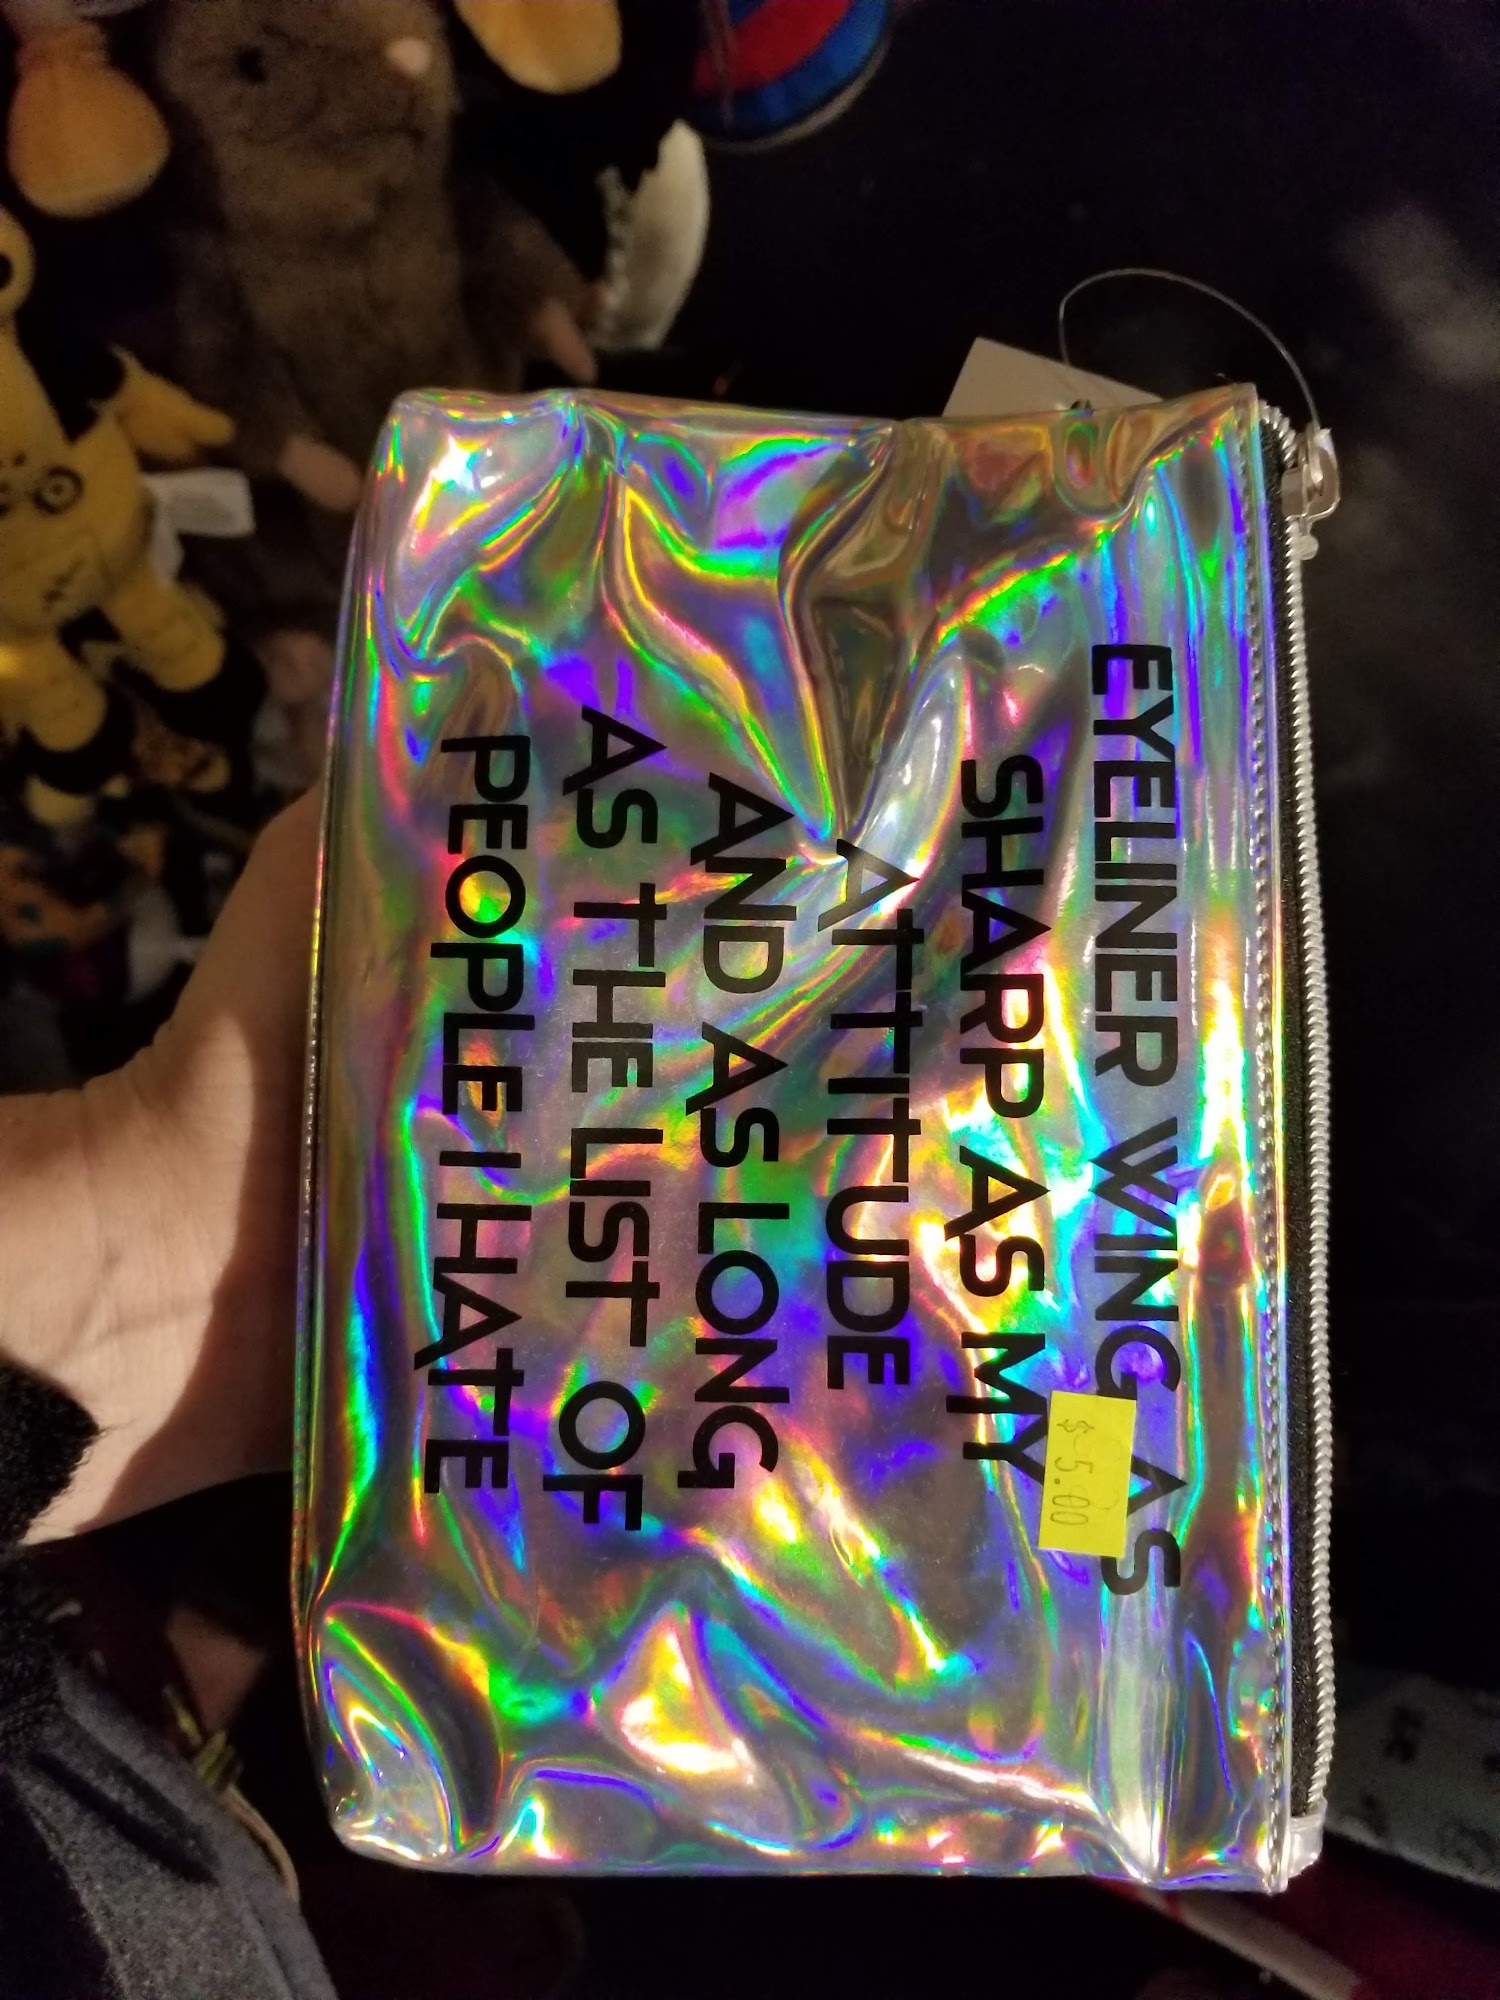 EYELINER WING AS
SHARP AS MY
ATTITUDE
AND AS LONG
AS THE LIST OF
PEOPLE I HATE
$5.00